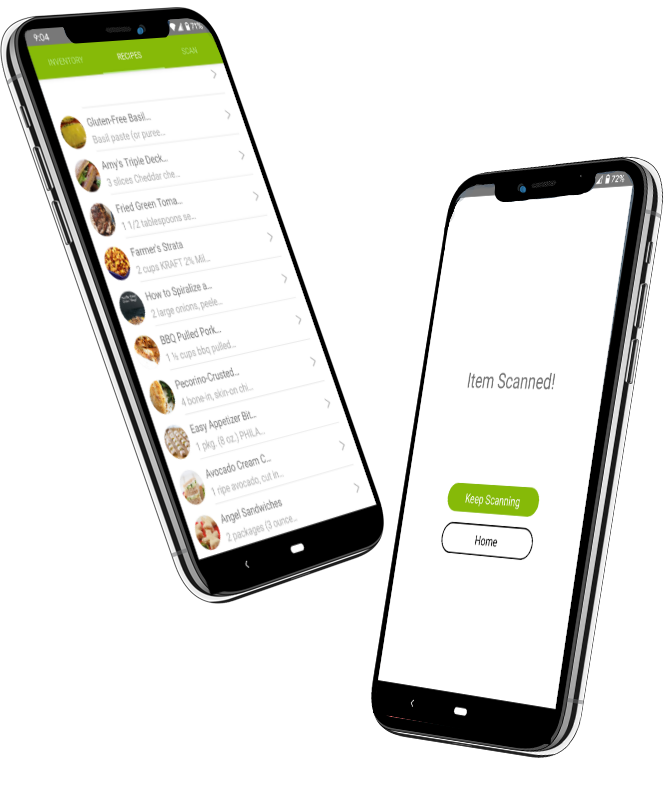 9:04
71%
INVENTORY
RECIPES
SCAN
Gluten-Free Basil...
Basil paste (or puree...
Amy's Triple Deck...
3 slices Cheddar che...
Fried Green Toma...
1 1/2 tablespoons se...
Farmer's Strata
2 cups KRAFT 2% Mil...
How to Spiralize a...
2 large onions, peele...
BBQ Pulled Pork...
1 ½ cups bbq pulled...
Pecorino-Crusted...
4 bone-in, skin-on chi...
Easy Appetizer Bit...
1 pkg. (8 oz.) PHILA...
Avocado Cream C...
1 ripe avocado, cut in...
Angel Sandwiches
2 packages (3 ounce...
72%
Item Scanned!
Keep Scanning
Home